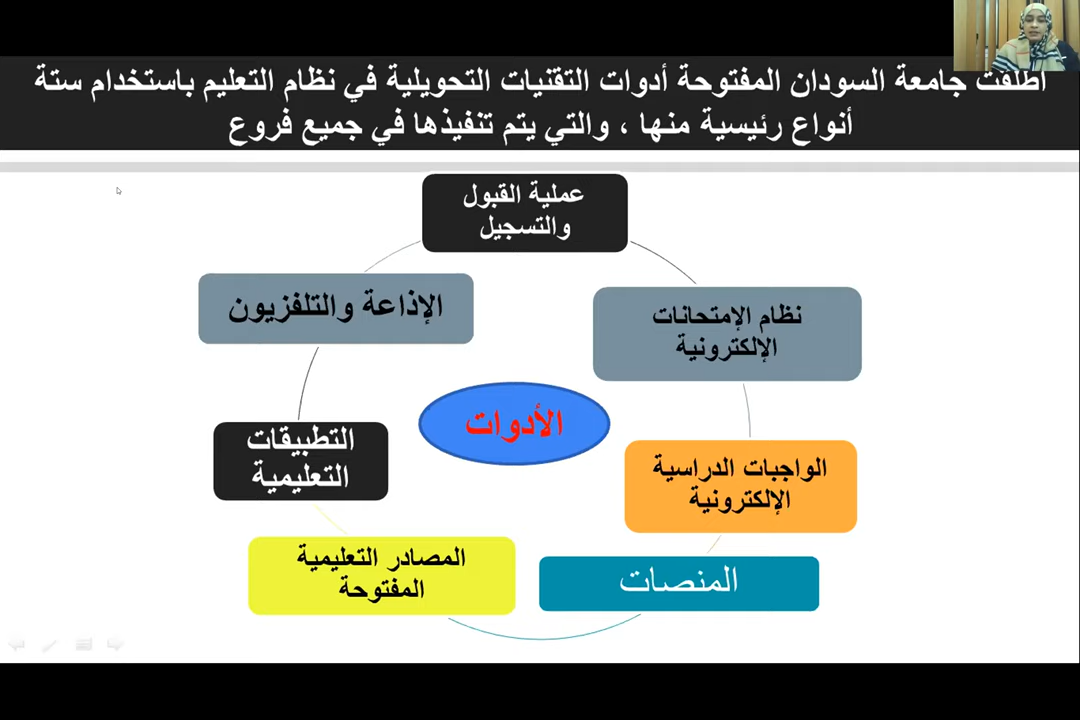 أطلقت جامعة السودان المفتوحة أدوات التقنيات التحويلية في نظام التعليم باستخدام ستة
أنواع رئيسية منها ، والتي يتم تنفيذها في جميع فروع
عملية القبول
والتسجيل
نظام الإمتحانات
الإلكترونية
الواجبات الدراسية
الإلكترونية
المنصات
المصادر التعليمية
المفتوحة
التطبيقات
التعليمية
الإذاعة والتلفزيون
الأدوات